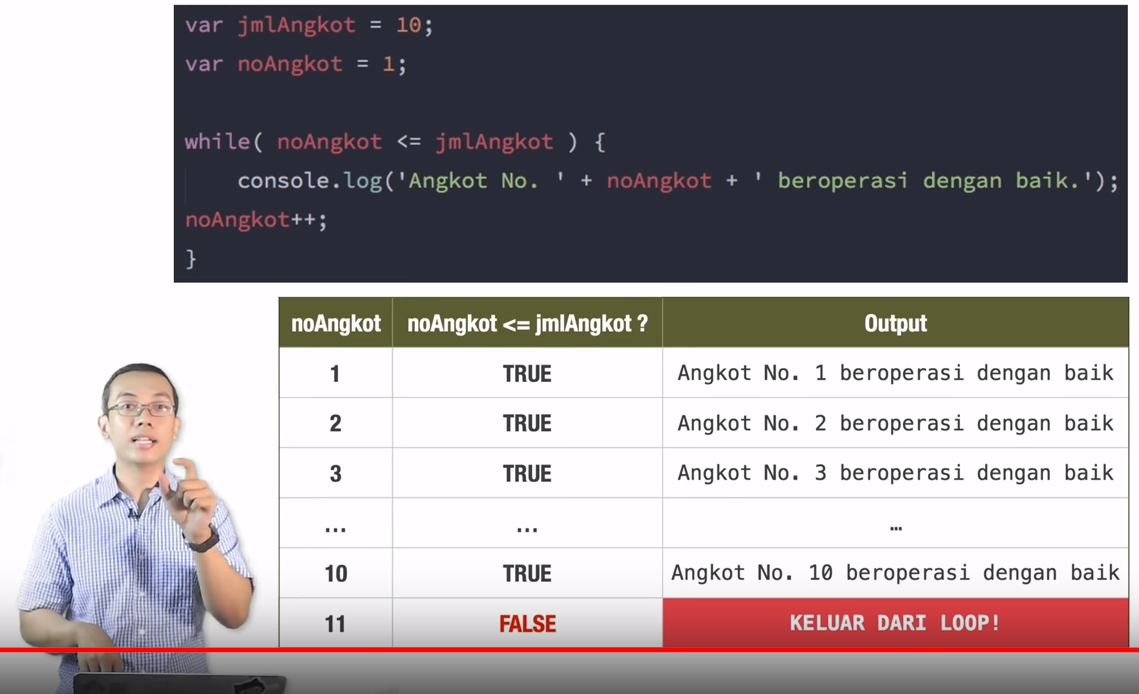 var jmlAngkot = 10;
var noAngkot = 1;
while( noAngkot <= jmlAngkot ) {
console.log('Angkot No. ' + noAngkot + ' beroperasi dengan baik.');
noAngkot++;
}
noAngkot noAngkot <= jmlAngkot ? Output
1 TRUE Angkot No. 1 beroperasi dengan baik
2 TRUE Angkot No. 2 beroperasi dengan baik
3 TRUE Angkot No. 3 beroperasi dengan baik
... ... ...
10 TRUE Angkot No. 10 beroperasi dengan baik
11 FALSE KELUAR DARI LOOP!